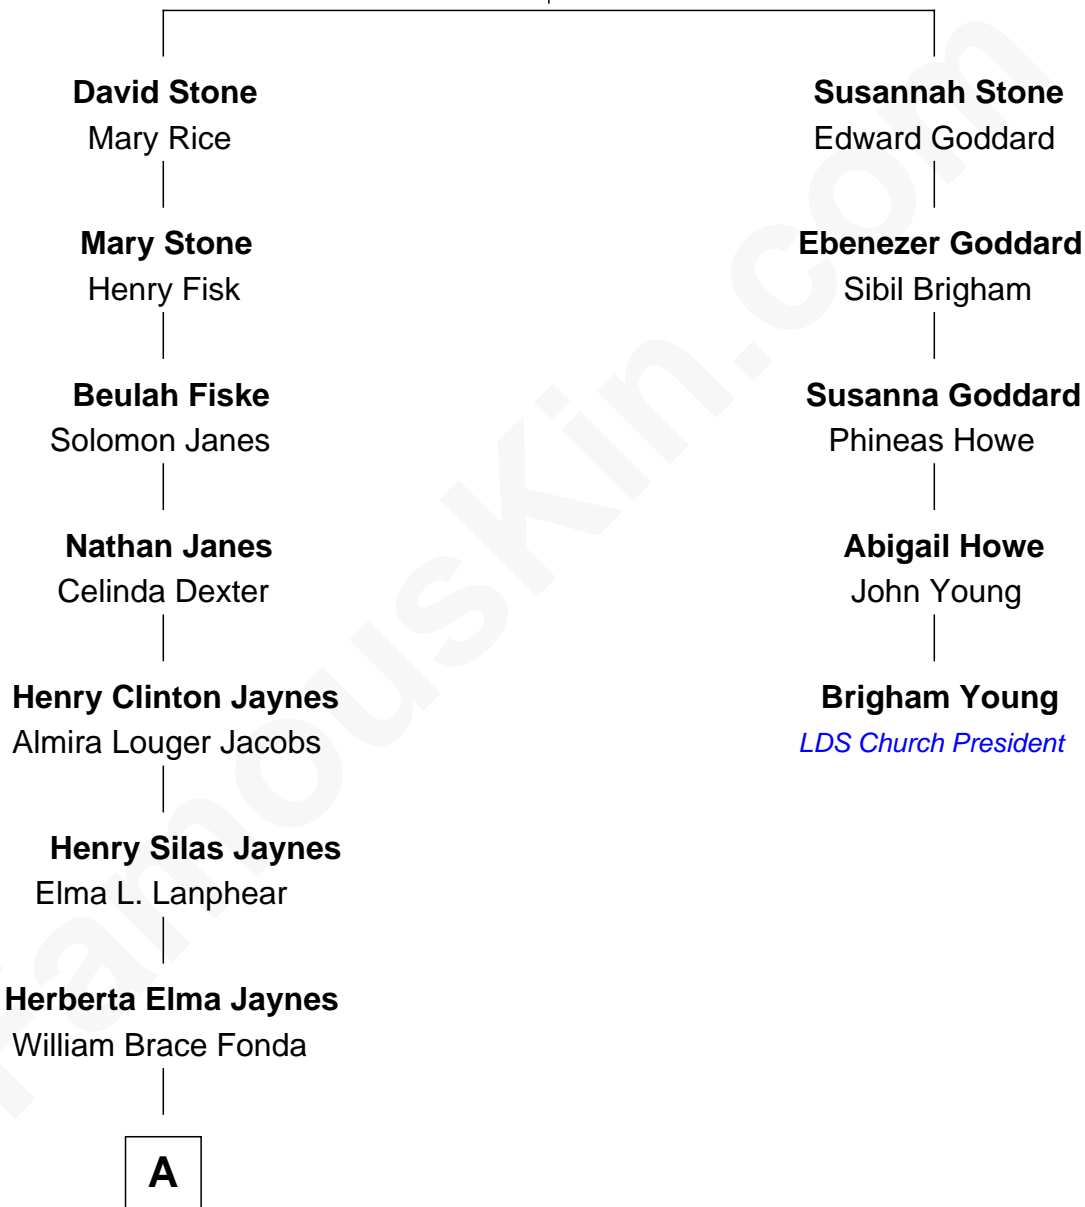 David Stone
Mary Rice
Mary Stone
Henry Fisk
Beulah Fiske
Solomon Janes
Nathan Janes
Celinda Dexter
Henry Clinton Jaynes
Almira Louger Jacobs
Henry Silas Jaynes
Elma L. Lanphear
Herberta Elma Jaynes
William Brace Fonda
A
Susannah Stone
Edward Goddard
Ebenezer Goddard
Sibil Brigham
Susanna Goddard
Phineas Howe
Abigail Howe
John Young
Brigham Young
LDS Church President
FamousKin.com